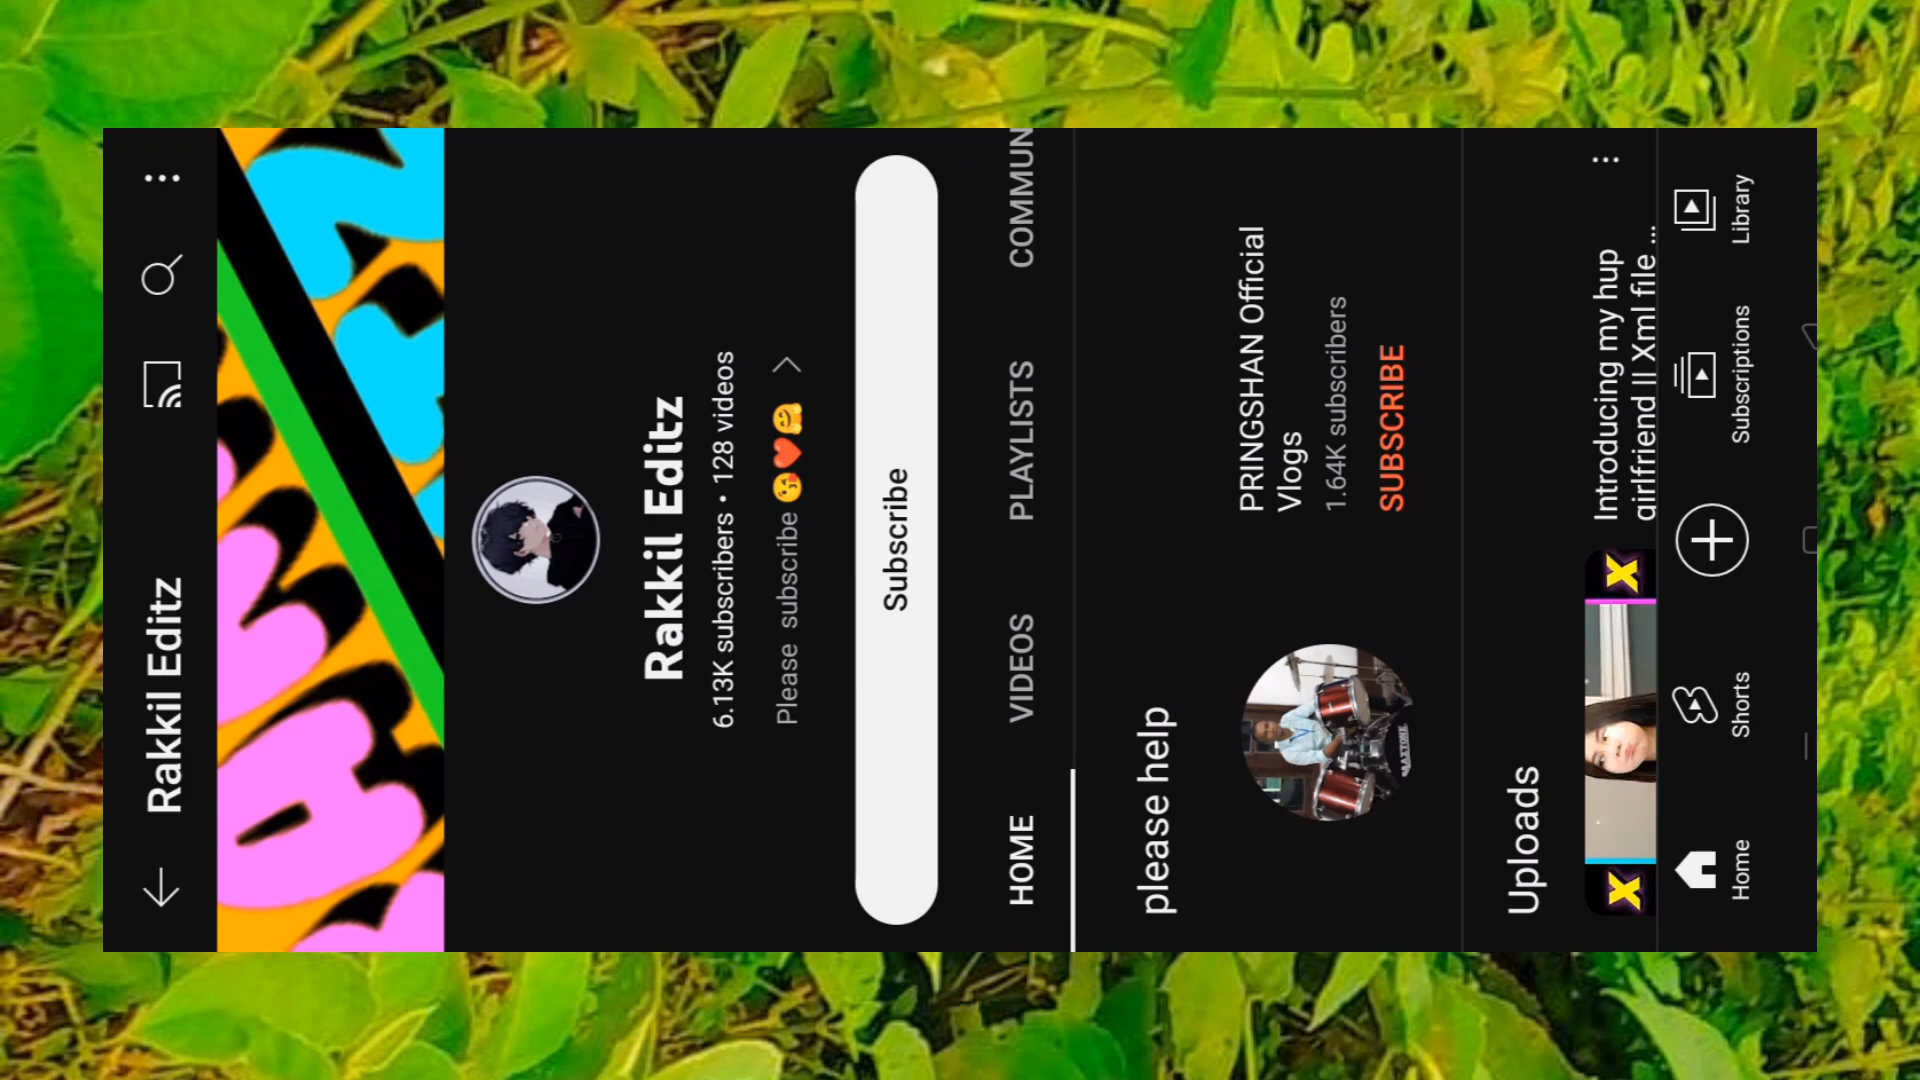 Rakkil Editz
Rakkil Editz
6.13K subscribers • 128 videos
Please subscribe 😘❤️🤗
Subscribe
HOME VIDEOS PLAYLISTS COMMUN
please help
PRINGSHAN Official
Vlogs
1.64K subscribers
SUBSCRIBE
MAXTONE
Uploads
X X
Introducing my hup
girlfriend || Xml file ...
Home Shorts Subscriptions Library